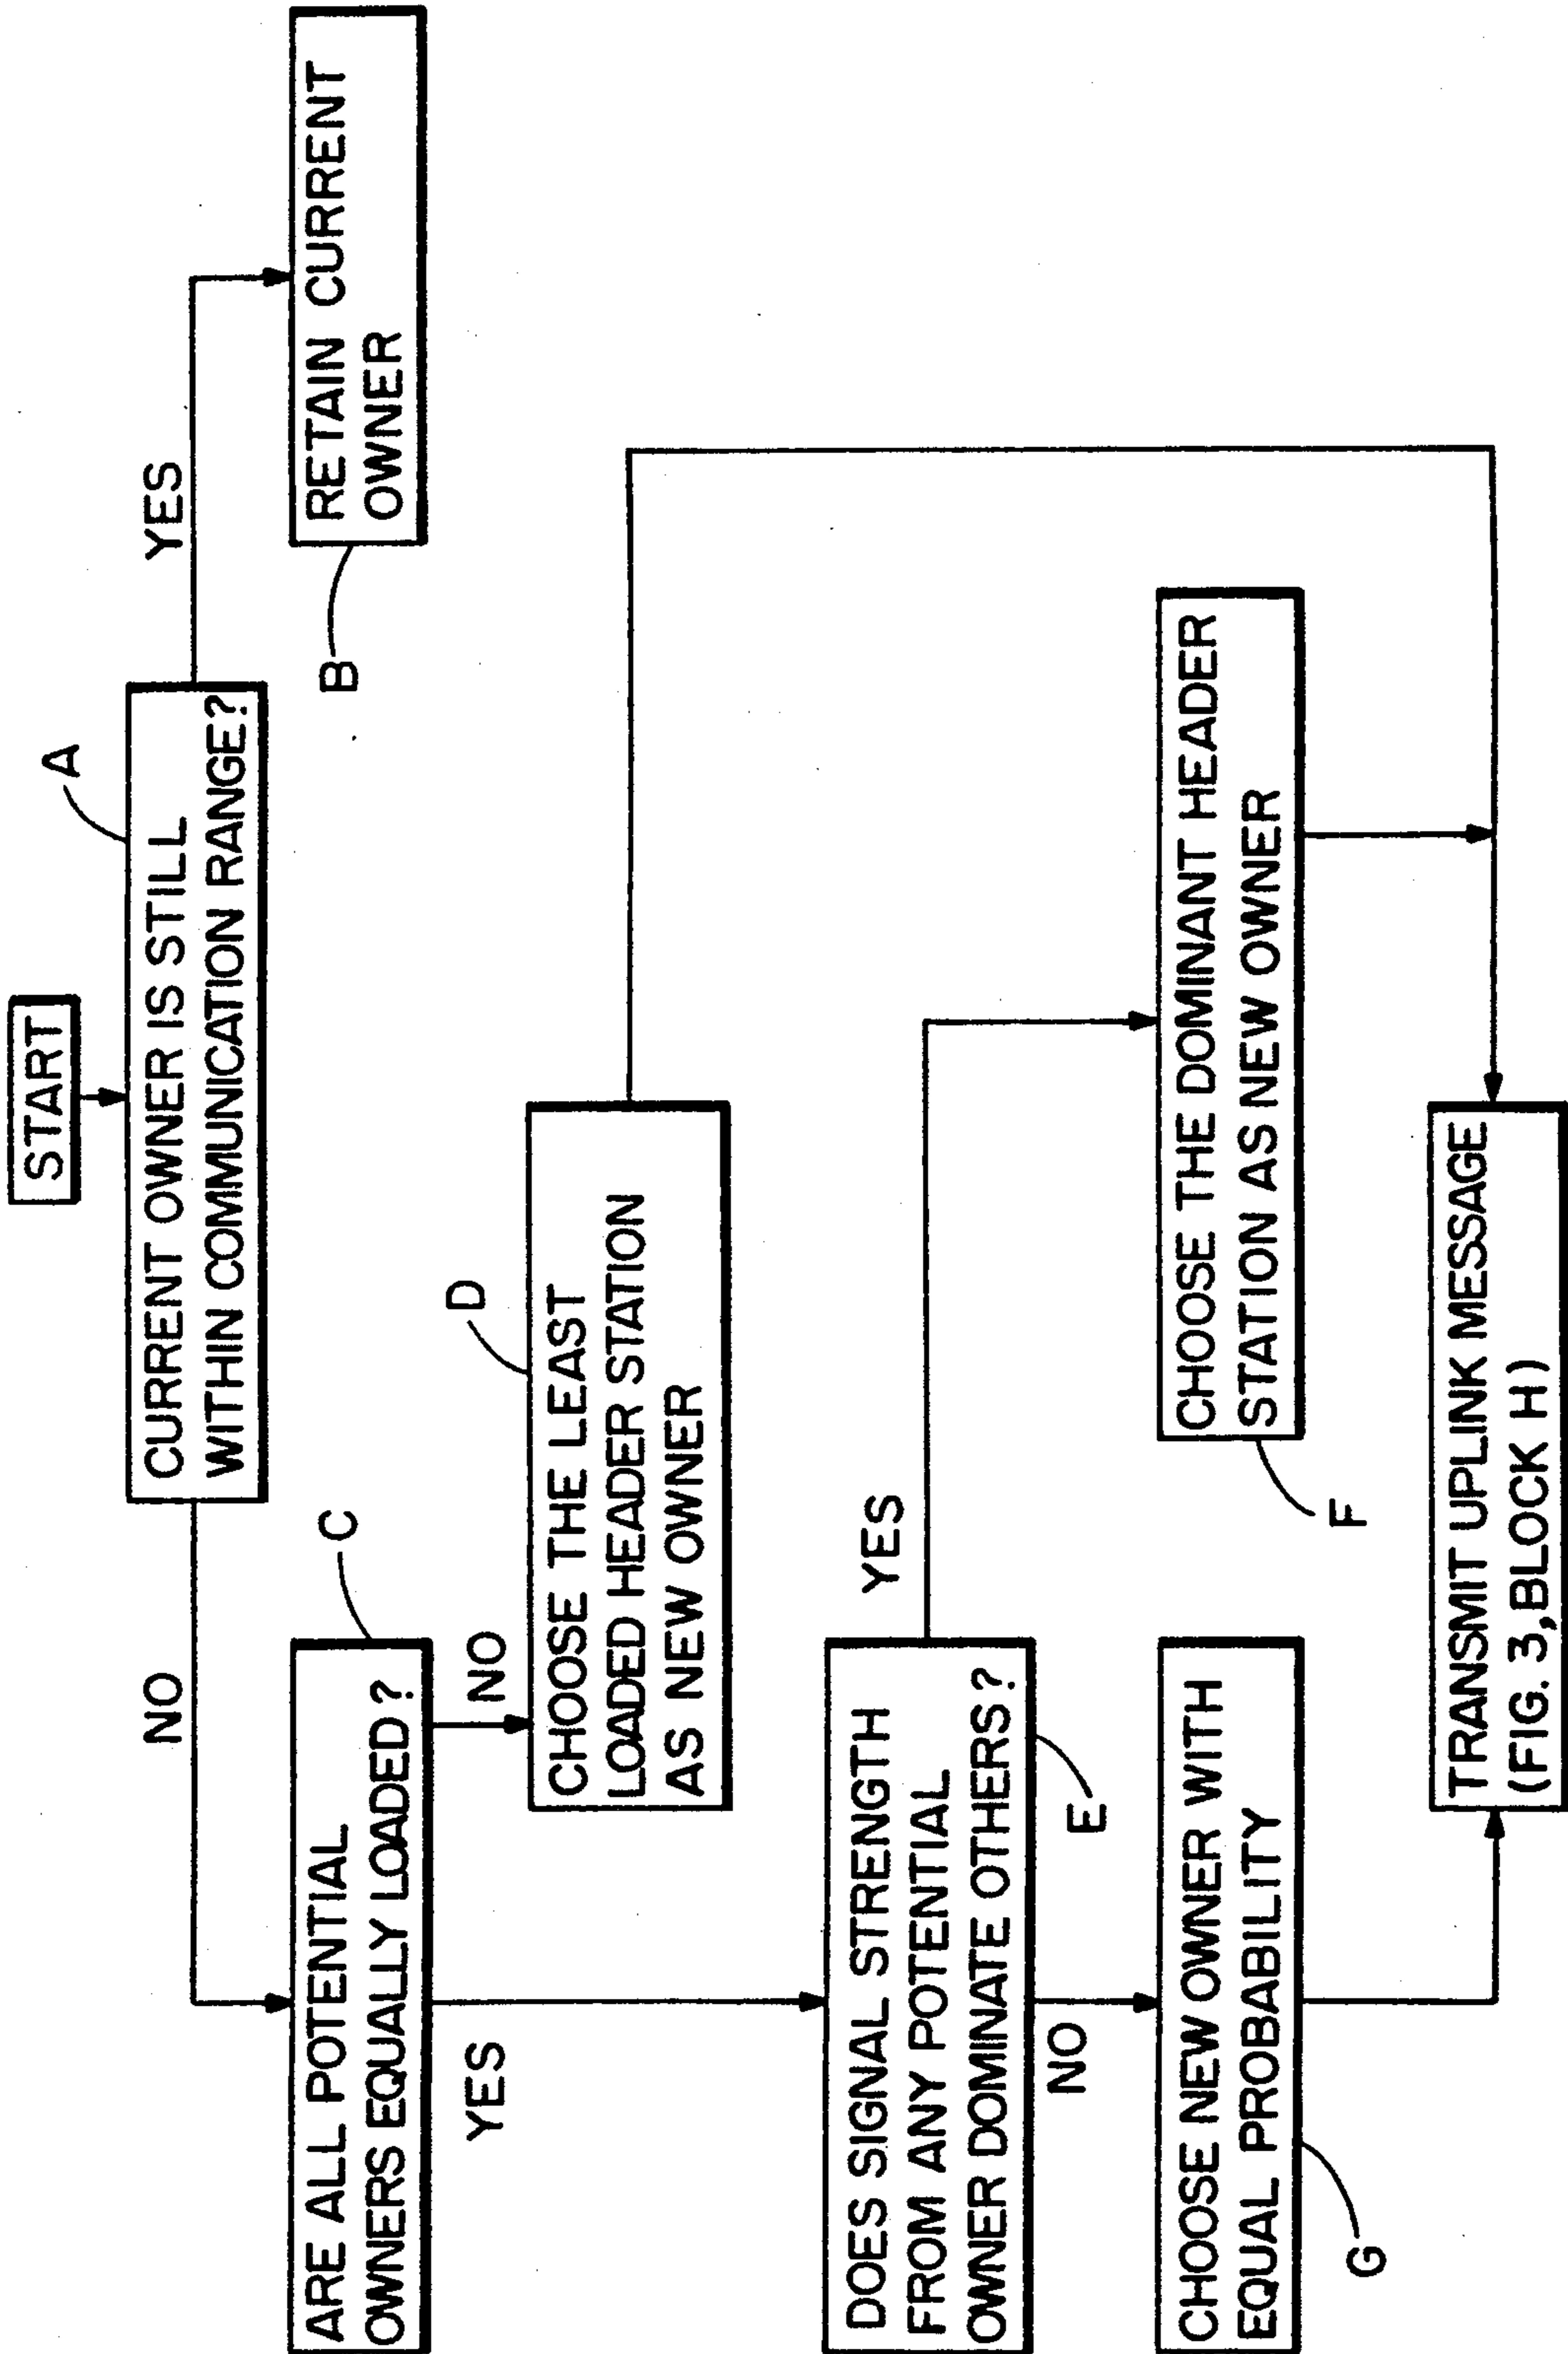 START
A
CURRENT OWNER IS STILL
WITHIN COMMUNICATION RANGE?
NO
YES
B
RETAIN CURRENT
OWNER
C
ARE ALL POTENTIAL
OWNERS EQUALLY LOADED?
YES
NO
D
CHOOSE THE LEAST
LOADED HEADER STATION
AS NEW OWNER
DOES SIGNAL STRENGTH
FROM ANY POTENTIAL
OWNER DOMINATE OTHERS?
E
YES
NO
CHOOSE THE DOMINANT HEADER
STATION AS NEW OWNER
F
CHOOSE NEW OWNER WITH
EQUAL PROBABILITY
G
TRANSMIT UPLINK MESSAGE
(FIG. 3, BLOCK H)